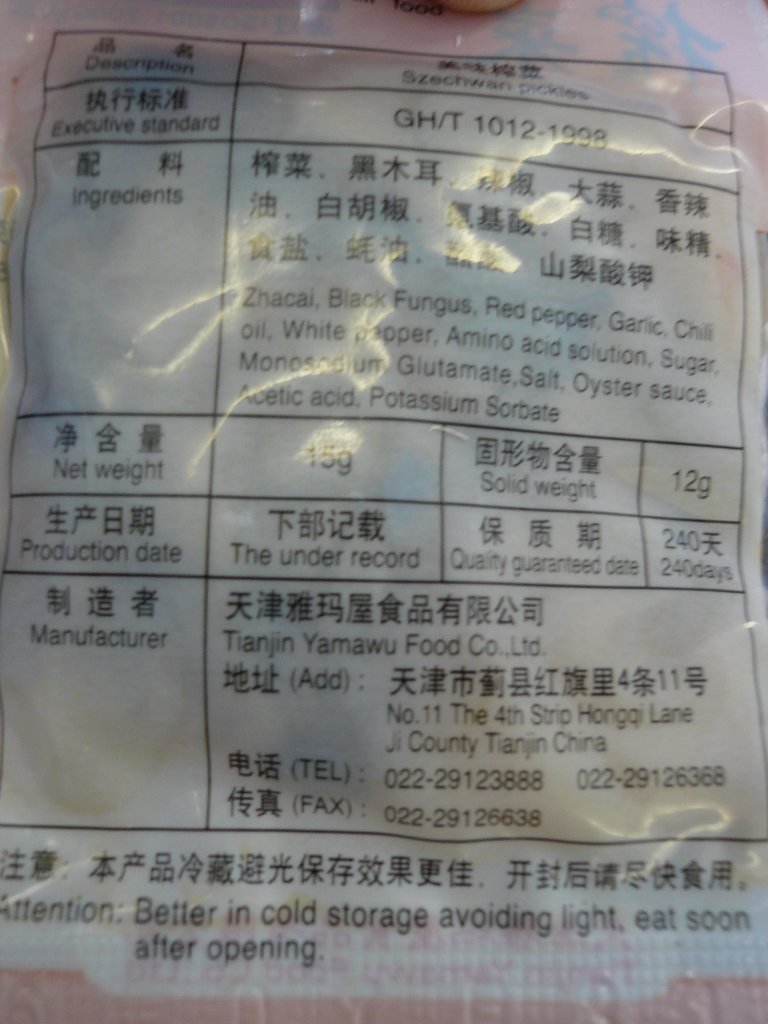 food
品 名 美味榨菜
Description Szechwan pickles
执行标准 GH/T 1012-1998
Executive standard
配 料 榨菜．黑木耳．辣椒．大蒜．香辣
Ingredients 油．白胡椒．氨基酸．白糖．味精．
食盐．蚝油．醋酸．山梨酸钾
Zhacai, Black Fungus, Red pepper, Garlic, Chili
oil, White pepper, Amino acid solution, Sugar,
Monosodium Glutamate,Salt, Oyster sauce,
Acetic acid, Potassium Sorbate
净 含 量 15g 固形物含量 12g
Net weight Solid weight
生产日期 下部记载 保 质 期 240天
Production date The under record Quality guaranteed date 240days
制 造 者 天津雅玛屋食品有限公司
Manufacturer Tianjin Yamawu Food Co.,Ltd.
地址 (Add)： 天津市蓟县红旗里4条11号
No.11 The 4th Strip Hongqi Lane
Ji County Tianjin China
电话 (TEL)： 022-29123888 022-29126368
传真 (FAX)： 022-29126638
注意：本产品冷藏避光保存效果更佳．开封后请尽快食用。
Attention: Better in cold storage avoiding light, eat soon
after opening.